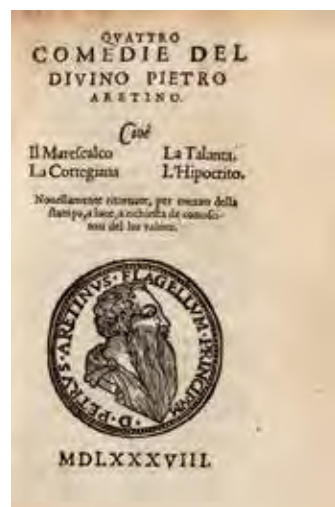 QVATTRO
COMEDIE DEL
DIVINO PIETRO
ARETINO.
Cioè
Il Marescalco La Talanta.
La Cortegiana L'Hipocrito.
Nouellamente ritornate, per mezzo della
stampa, a luce, a richiesta de conosci-
tori del lor valore.
D. PETRVS ARETINVS FLAGELLVM PRINCIPVM
MDLXXXVIII.